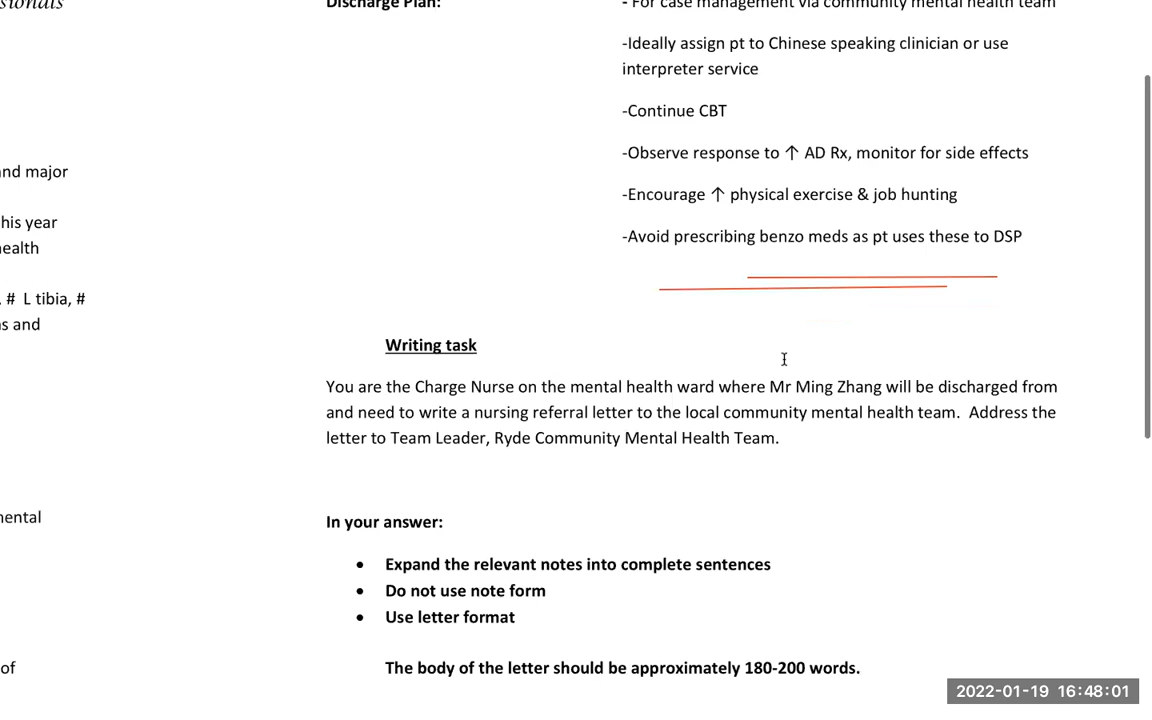 Discharge Plan:
- For case management via community mental health team
-Ideally assign pt to Chinese speaking clinician or use
interpreter service
-Continue CBT
-Observe response to ↑ AD Rx, monitor for side effects
-Encourage ↑ physical exercise & job hunting
-Avoid prescribing benzo meds as pt uses these to DSP
and major
his year
health
, # L tibia, #
and
mental
of
Writing task
You are the Charge Nurse on the mental health ward where Mr Ming Zhang will be discharged from
and need to write a nursing referral letter to the local community mental health team. Address the
letter to Team Leader, Ryde Community Mental Health Team.
In your answer:
• Expand the relevant notes into complete sentences
• Do not use note form
• Use letter format
The body of the letter should be approximately 180-200 words.
2022-01-19 16:48:01